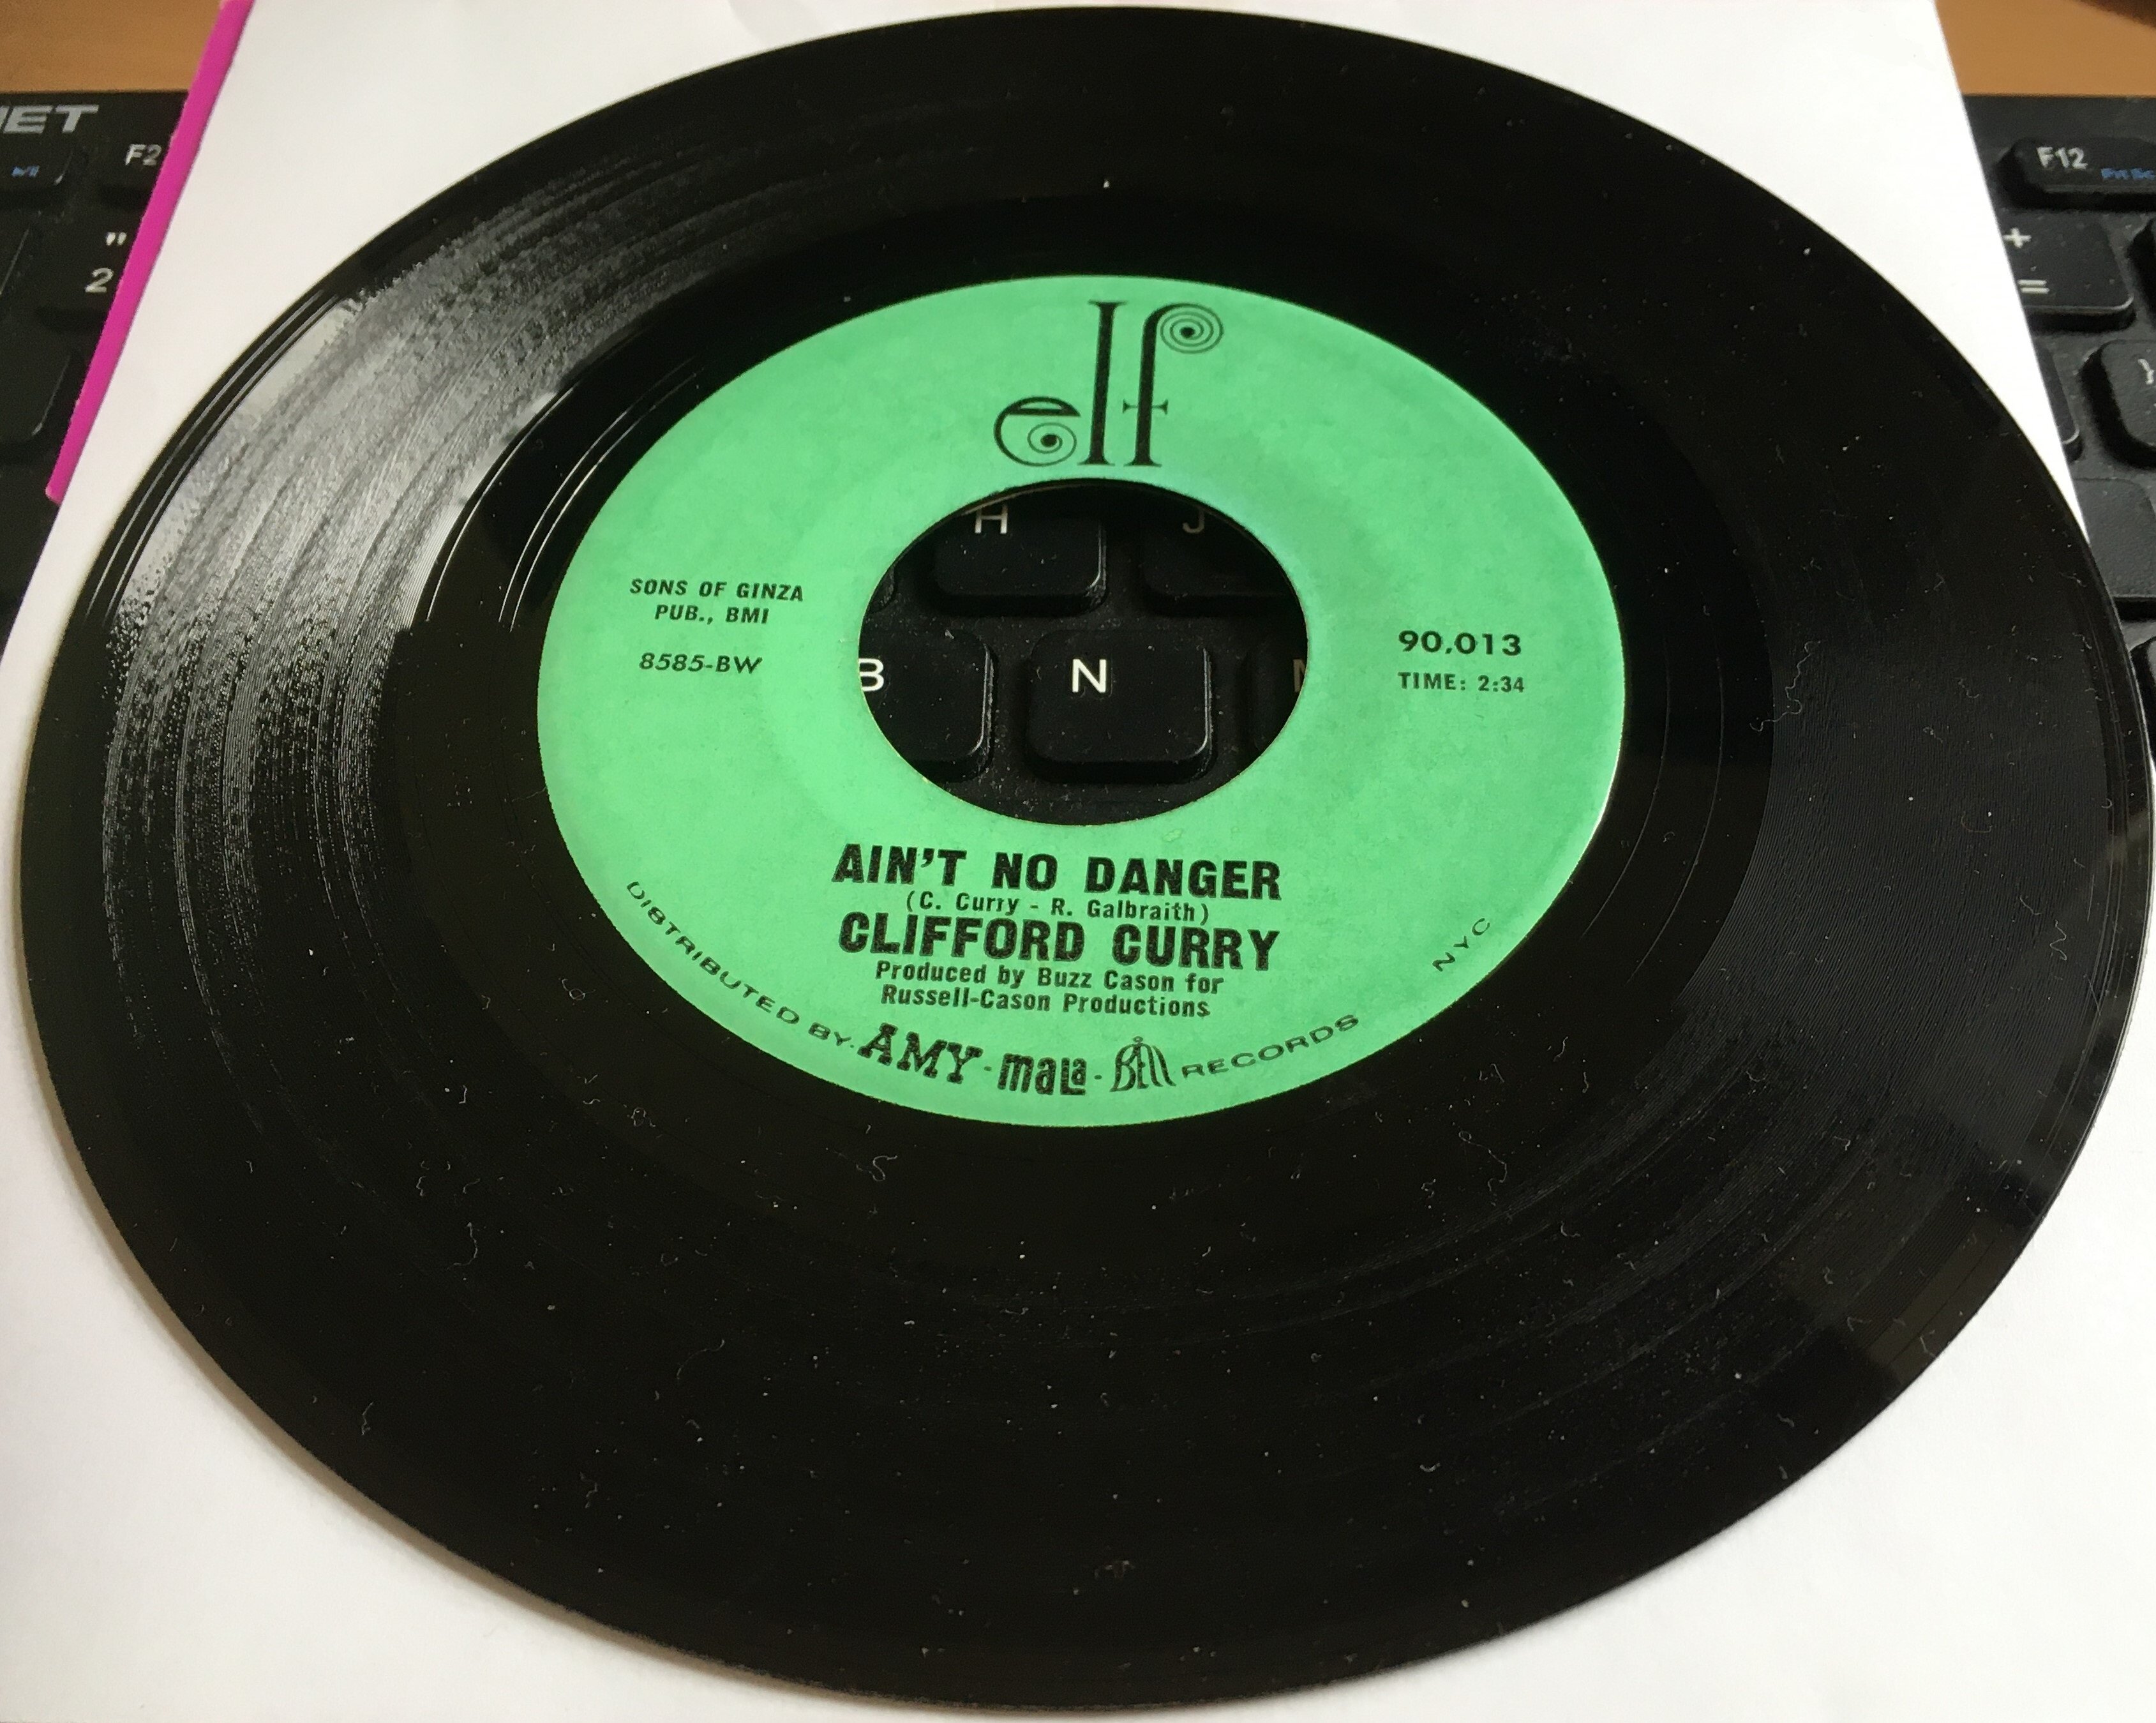 F2
"
2
F12
+
=
}
elf
H J
B N
SONS OF GINZA
PUB., BMI
8585-BW
90.013
TIME: 2:34
AIN'T NO DANGER
(C. Curry - R. Galbraith)
CLIFFORD CURRY
Produced by Buzz Cason for
Russell-Cason Productions
DISTRIBUTED BY: AMY - mala - BELL RECORDS NYC